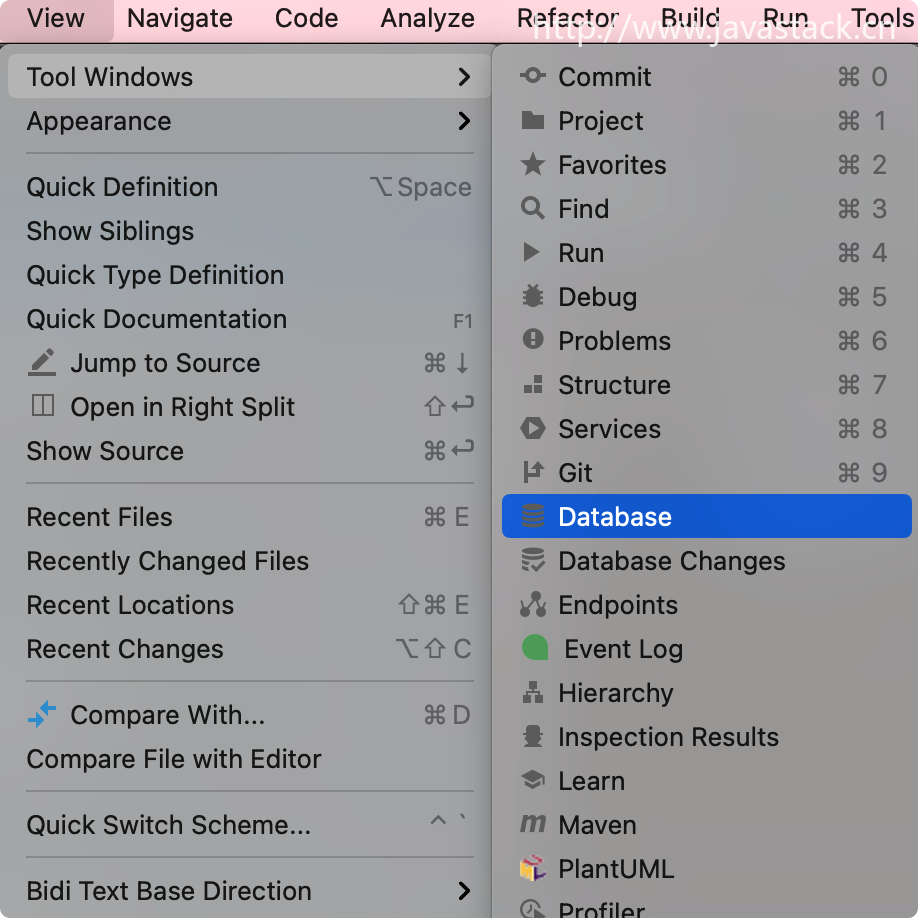 View Navigate Code Analyze Refactor Build Run Tools
http://www.javastack.cn
Tool Windows
Appearance
Quick Definition ⌥Space
Show Siblings
Quick Type Definition
Quick Documentation F1
Jump to Source ⌘↓
Open in Right Split ⇧↩
Show Source ⌘↩
Recent Files ⌘E
Recently Changed Files
Recent Locations ⇧⌘E
Recent Changes ⌥⇧C
Compare With... ⌘D
Compare File with Editor
Quick Switch Scheme... ^`
Bidi Text Base Direction
Commit ⌘0
Project ⌘1
Favorites ⌘2
Find ⌘3
Run ⌘4
Debug ⌘5
Problems ⌘6
Structure ⌘7
Services ⌘8
Git ⌘9
Database
Database Changes
Endpoints
Event Log
Hierarchy
Inspection Results
Learn
Maven
PlantUML
Profiler